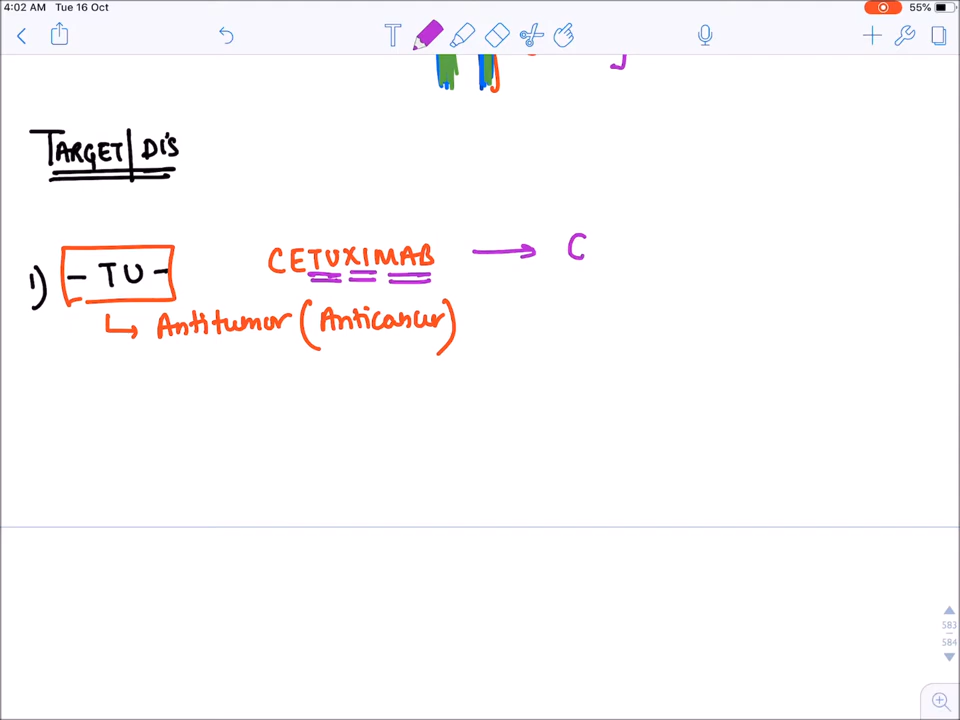 4:02 AM Tue 16 Oct
55%
T
TARGET | DIS
1) - TU - CETUXIMAB → C
↳ Antitumor (Anticancer)
583
584